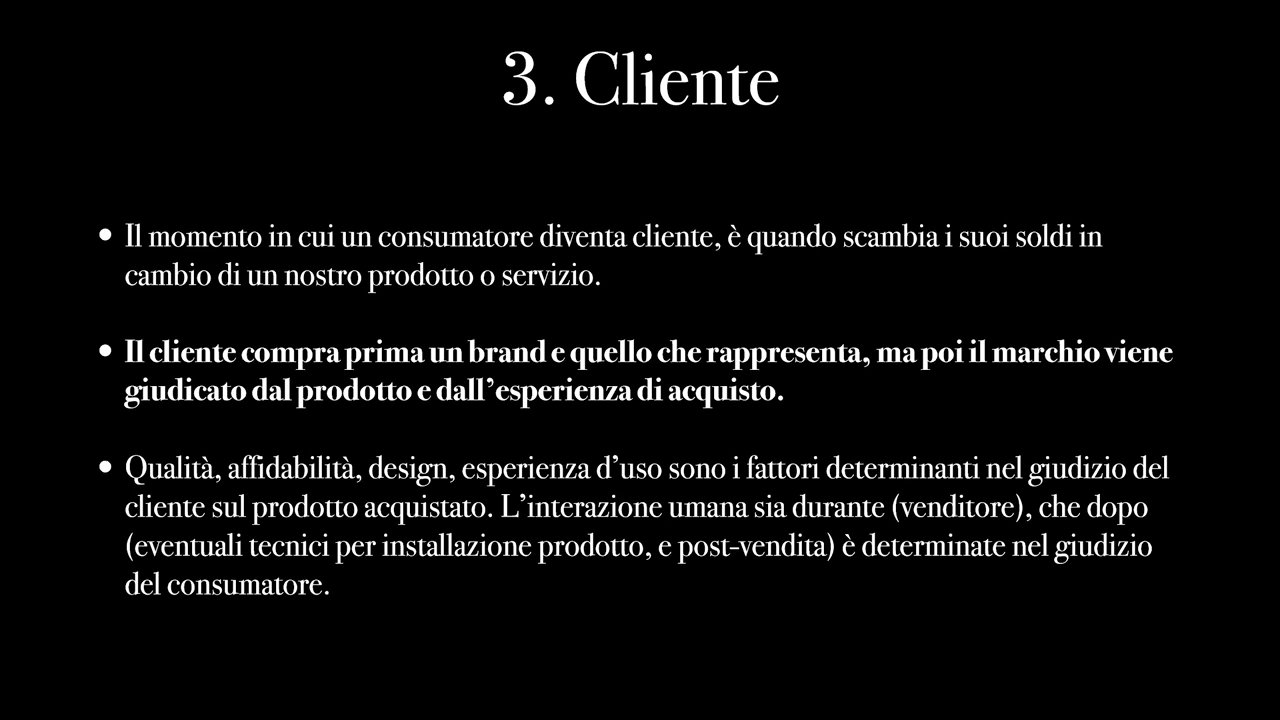 3. Cliente
• Il momento in cui un consumatore diventa cliente, è quando scambia i suoi soldi in
cambio di un nostro prodotto o servizio.
• Il cliente compra prima un brand e quello che rappresenta, ma poi il marchio viene
giudicato dal prodotto e dall’esperienza di acquisto.
• Qualità, affidabilità, design, esperienza d’uso sono i fattori determinanti nel giudizio del
cliente sul prodotto acquistato. L’interazione umana sia durante (venditore), che dopo
(eventuali tecnici per installazione prodotto, e post-vendita) è determinate nel giudizio
del consumatore.